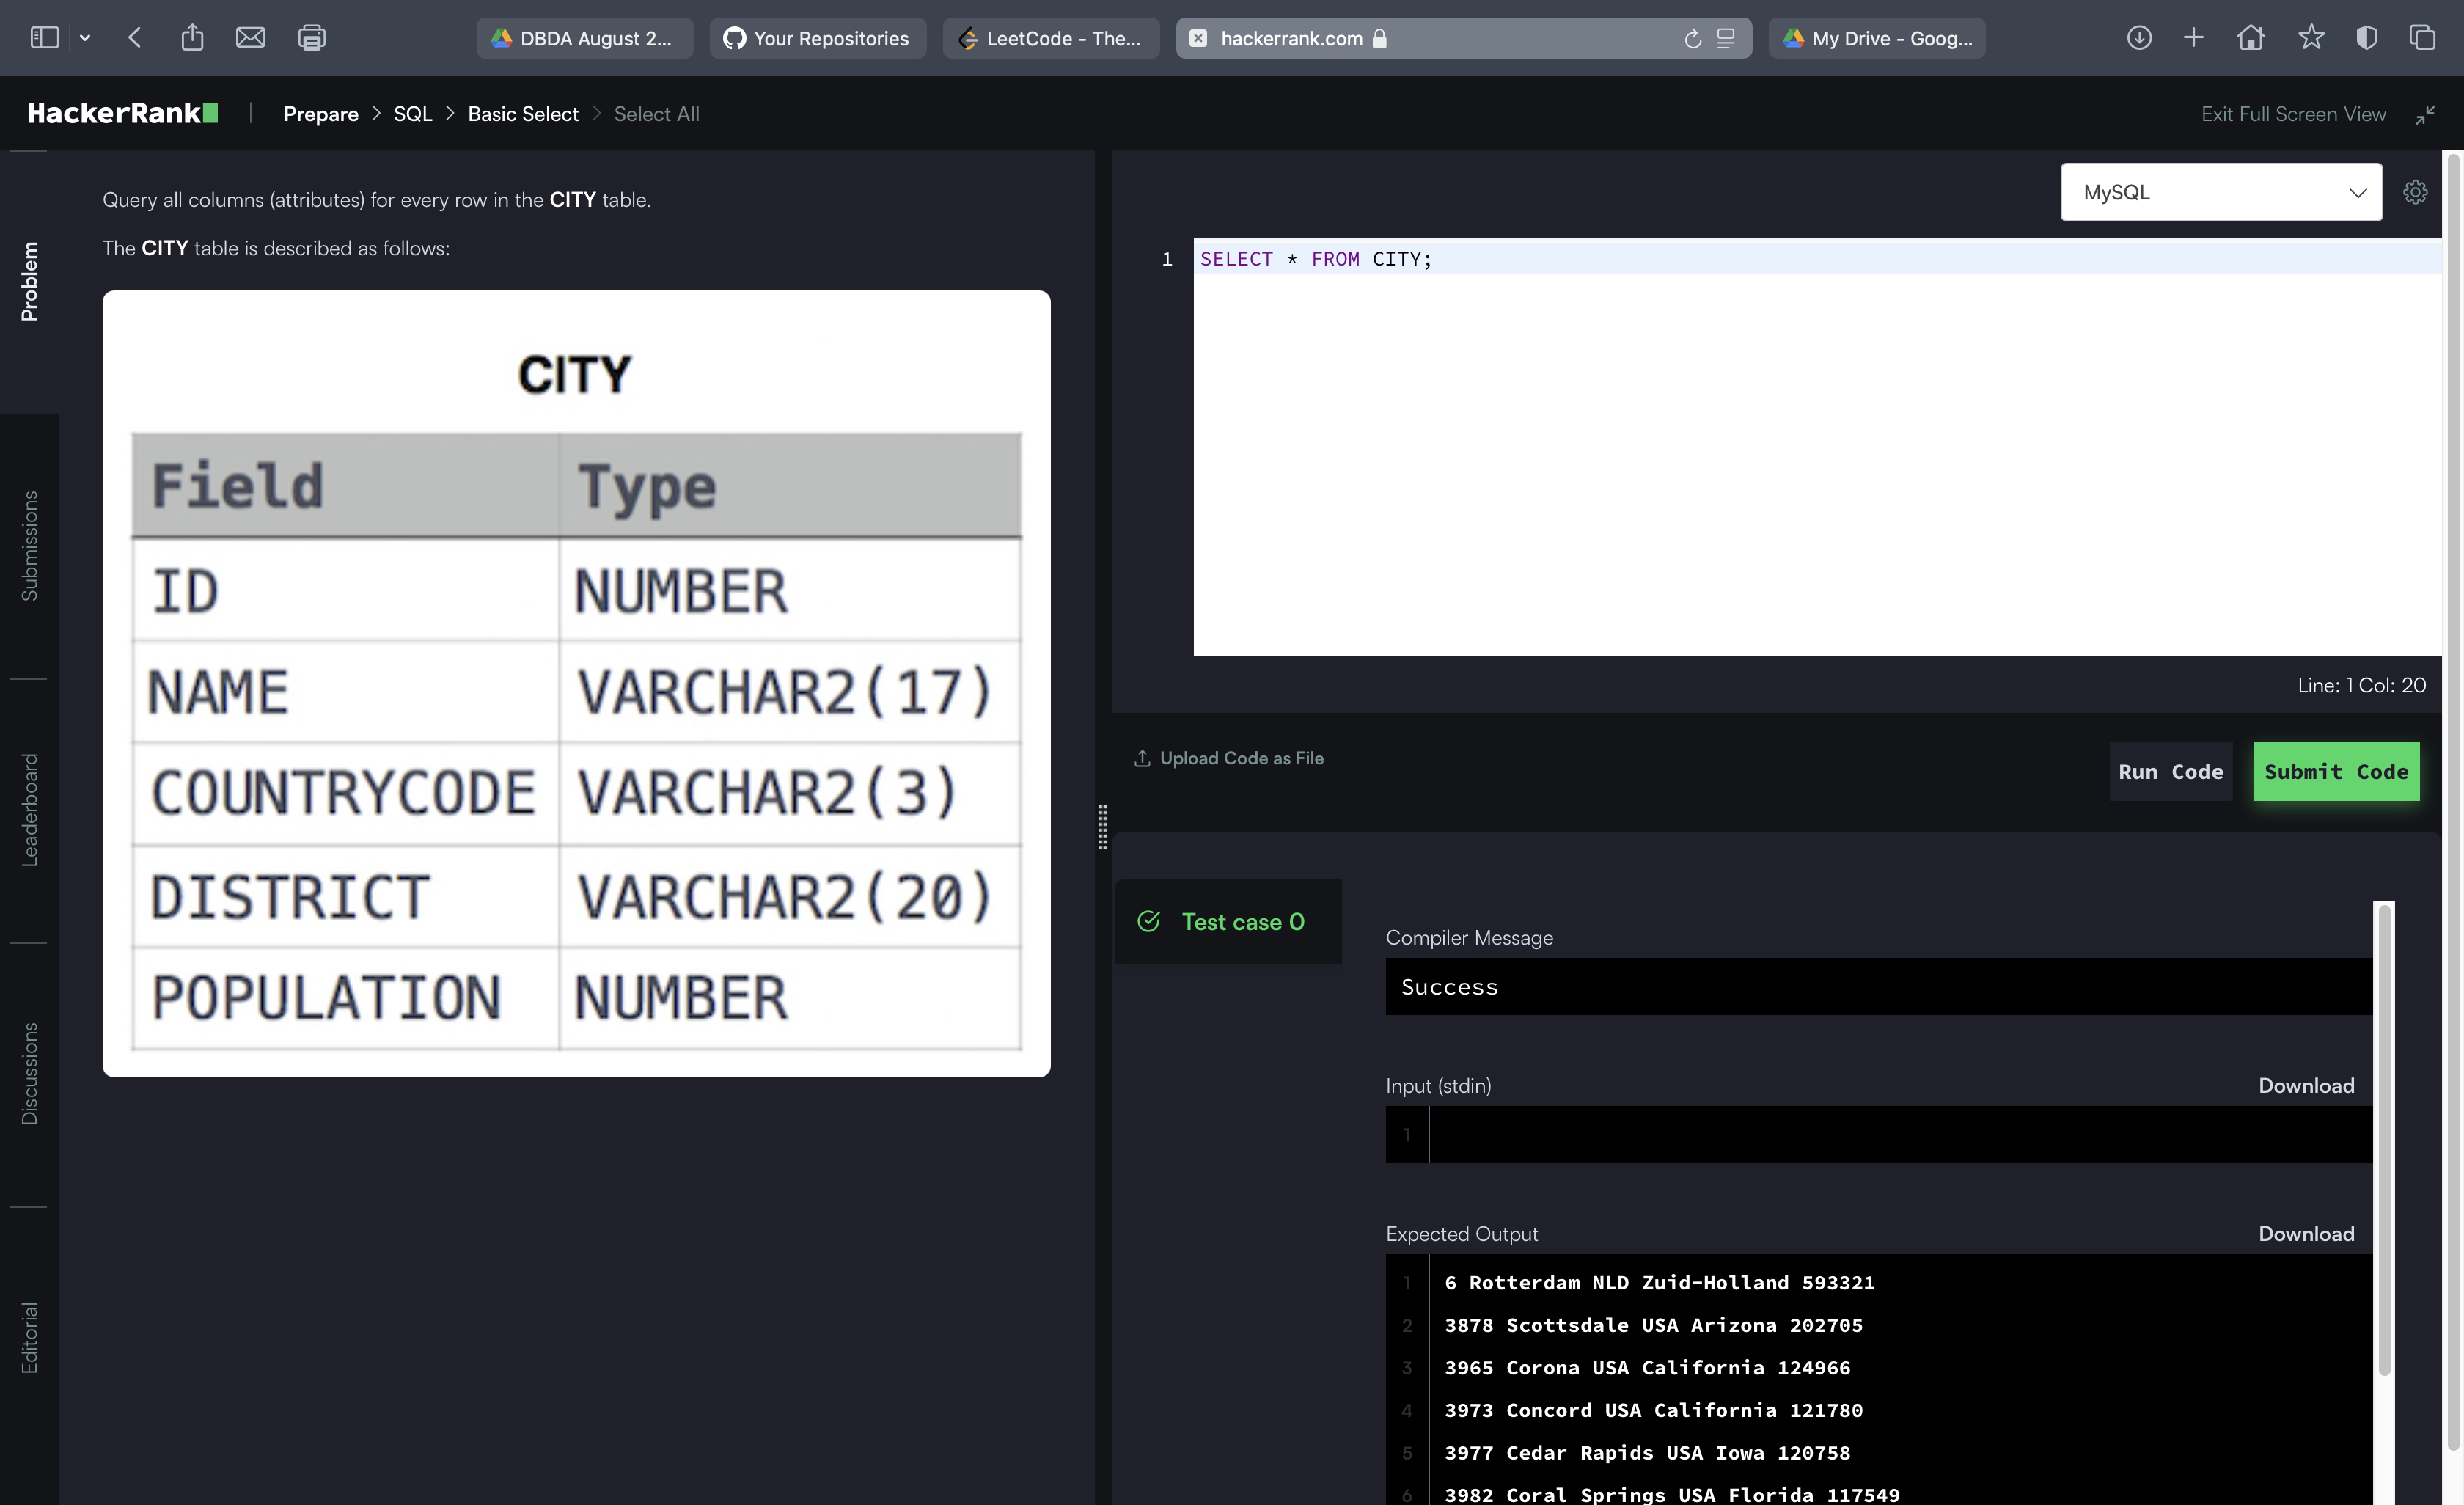 DBDA August 2...
Your Repositories
LeetCode - The...
hackerrank.com
My Drive - Goog...
HackerRank
Prepare > SQL > Basic Select > Select All
Exit Full Screen View
Problem
Submissions
Leaderboard
Discussions
Editorial
Query all columns (attributes) for every row in the CITY table.
The CITY table is described as follows:
CITY
Field Type
ID NUMBER
NAME VARCHAR2(17)
COUNTRYCODE VARCHAR2(3)
DISTRICT VARCHAR2(20)
POPULATION NUMBER
MySQL
1 SELECT * FROM CITY;
Line: 1 Col: 20
Upload Code as File
Run Code
Submit Code
Test case 0
Compiler Message
Success
Input (stdin) Download
1
Expected Output Download
1 6 Rotterdam NLD Zuid-Holland 593321
2 3878 Scottsdale USA Arizona 202705
3 3965 Corona USA California 124966
4 3973 Concord USA California 121780
5 3977 Cedar Rapids USA Iowa 120758
6 3982 Coral Springs USA Florida 117549